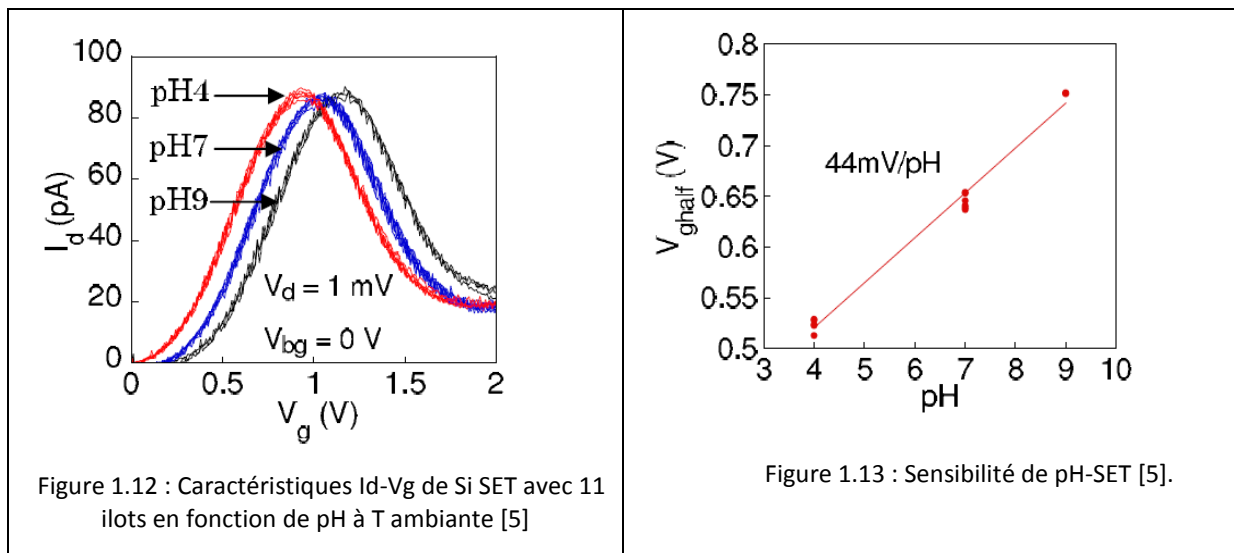 100
80
60
40
20
0
I_d (pA)
pH4
pH7
pH9
V_d = 1 mV
V_bg = 0 V
0 0.5 1 1.5 2
V_g (V)
Figure 1.12 : Caractéristiques Id-Vg de Si SET avec 11
ilots en fonction de pH à T ambiante [5]
0.8
0.75
0.7
0.65
0.6
0.55
0.5
V_ghalf (V)
44mV/pH
3 4 5 6 7 8 9 10
pH
Figure 1.13 : Sensibilité de pH-SET [5].